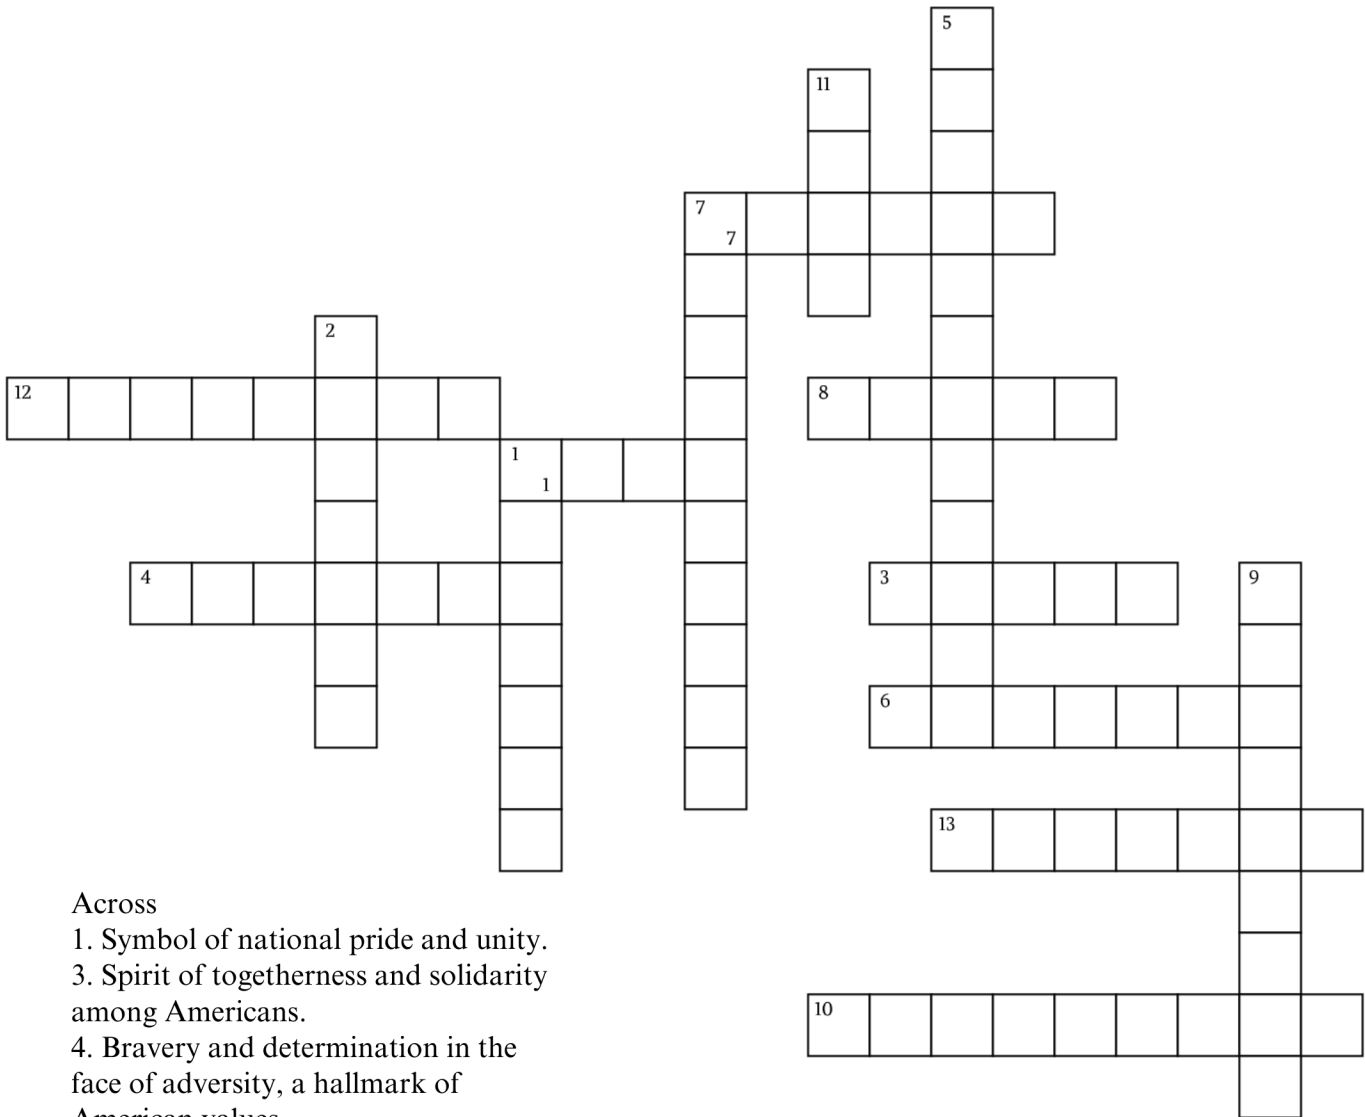 5
11
7
7
2
12
8
1
1
4
3
9
6
13
10
Across
1. Symbol of national pride and unity.
3. Spirit of togetherness and solidarity
among Americans.
4. Bravery and determination in the
face of adversity, a hallmark of
American values